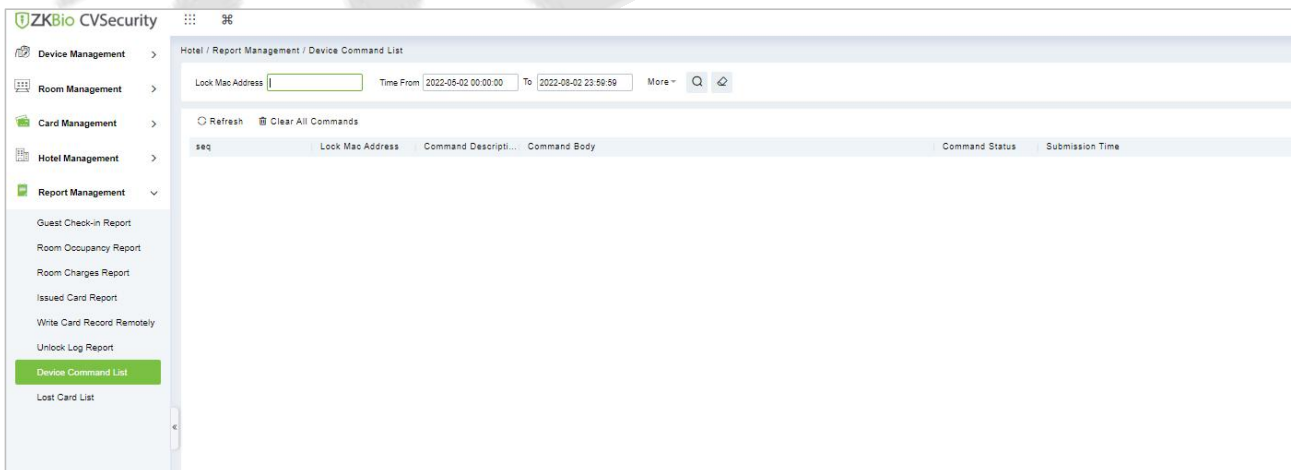 ZKBio CVSecurity
Device Management
Room Management
Card Management
Hotel Management
Report Management
Guest Check-in Report
Room Occupancy Report
Room Charges Report
Issued Card Report
Write Card Record Remotely
Unlock Log Report
Device Command List
Lost Card List
Hotel / Report Management / Device Command List
Lock Mac Address Time From 2022-05-02 00:00:00 To 2022-08-02 23:59:59 More
Refresh Clear All Commands
seq Lock Mac Address Command Descripti... Command Body Command Status Submission Time